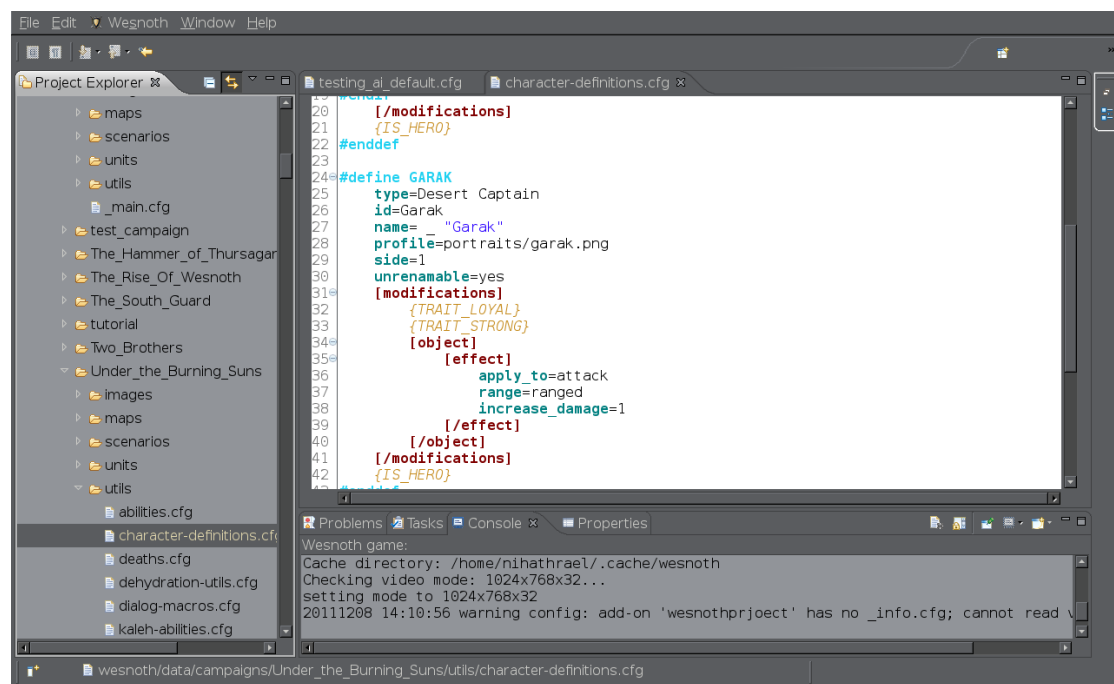 File Edit Wesnoth Window Help
Project Explorer
maps
scenarios
units
utils
_main.cfg
test_campaign
The_Hammer_of_Thursagan
The_Rise_Of_Wesnoth
The_South_Guard
tutorial
Two_Brothers
Under_the_Burning_Suns
images
maps
scenarios
units
utils
abilities.cfg
character-definitions.cfg
deaths.cfg
dehydration-utils.cfg
dialog-macros.cfg
kaleh-abilities.cfg
testing_ai_default.cfg character-definitions.cfg
19 #endif
20 [/modifications]
21 {IS_HERO}
22 #enddef
23
24 #define GARAK
25 type=Desert Captain
26 id=Garak
27 name= _ "Garak"
28 profile=portraits/garak.png
29 side=1
30 unrenamable=yes
31 [modifications]
32 {TRAIT_LOYAL}
33 {TRAIT_STRONG}
34 [object]
35 [effect]
36 apply_to=attack
37 range=ranged
38 increase_damage=1
39 [/effect]
40 [/object]
41 [/modifications]
42 {IS_HERO}
43 #enddef
Problems Tasks Console Properties
Wesnoth game:
Cache directory: /home/nihathrael/.cache/wesnoth
Checking video mode: 1024x768x32...
setting mode to 1024x768x32
20111208 14:10:56 warning config: add-on 'wesnothprjoect' has no _info.cfg; cannot read v
wesnoth/data/campaigns/Under_the_Burning_Suns/utils/character-definitions.cfg